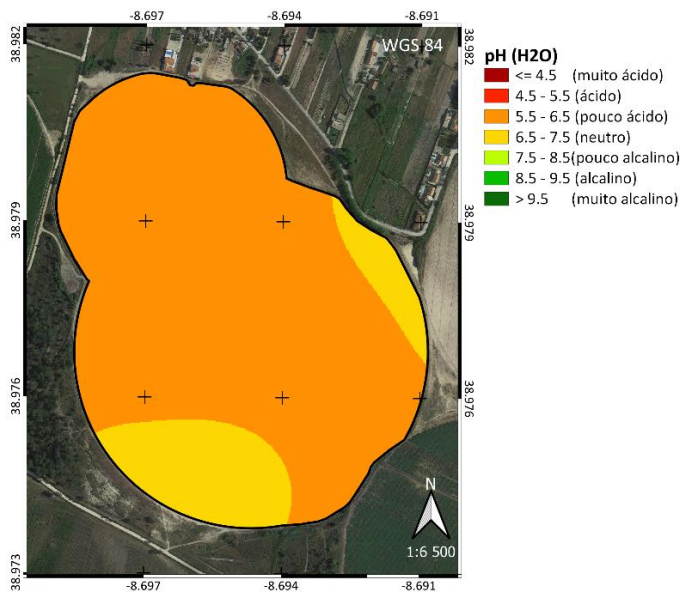 -8.697 -8.694 -8.691
38.982 38.982
WGS 84
pH (H2O)
<= 4.5 (muito ácido)
4.5 - 5.5 (ácido)
5.5 - 6.5 (pouco ácido)
6.5 - 7.5 (neutro)
7.5 - 8.5(pouco alcalino)
8.5 - 9.5 (alcalino)
> 9.5 (muito alcalino)
38.979 38.979
38.976 38.976
N
1:6 500
38.973 38.973
-8.697 -8.694 -8.691